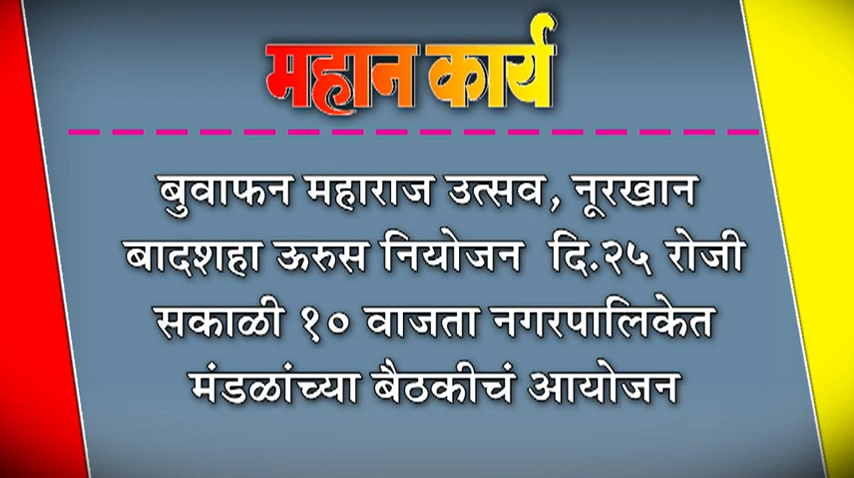 महान कार्य
बुवाफन महाराज उत्सव, नूरखान
बादशहा ऊरुस नियोजन दि.२५ रोजी
सकाळी १० वाजता नगरपालिकेत
मंडळांच्या बैठकीचं आयोजन